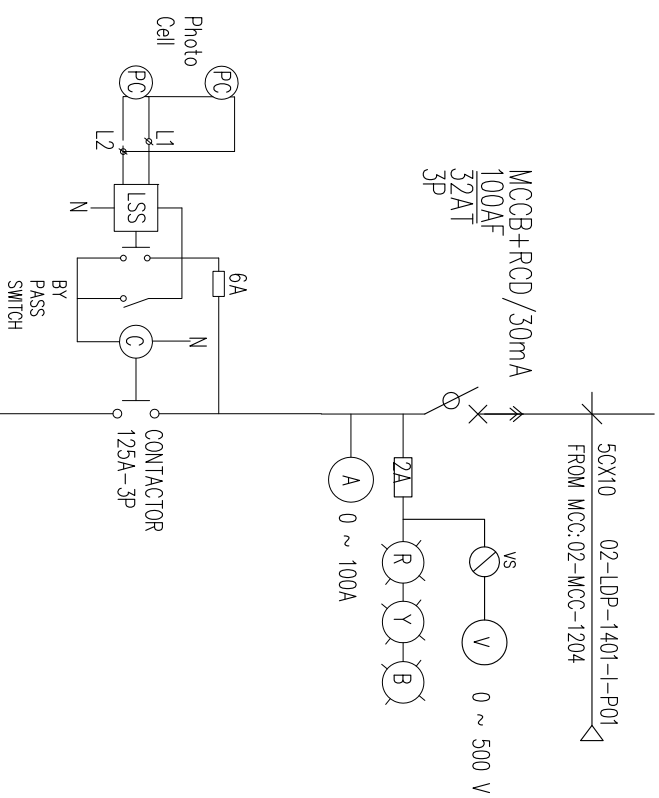 5CX10 02-LDP-1401-I-P01
FROM MCC:02-MCC-1204
MCCB+RCD/30mA
100AF
32AT
3P
VS
V
0 ~ 500 V
2A
R
Y
B
A
0 ~ 100A
Photo
Cell
PC
PC
L1
L2
LSS
N
6A
BY
PASS
SWITCH
C
N
CONTACTOR
125A-3P